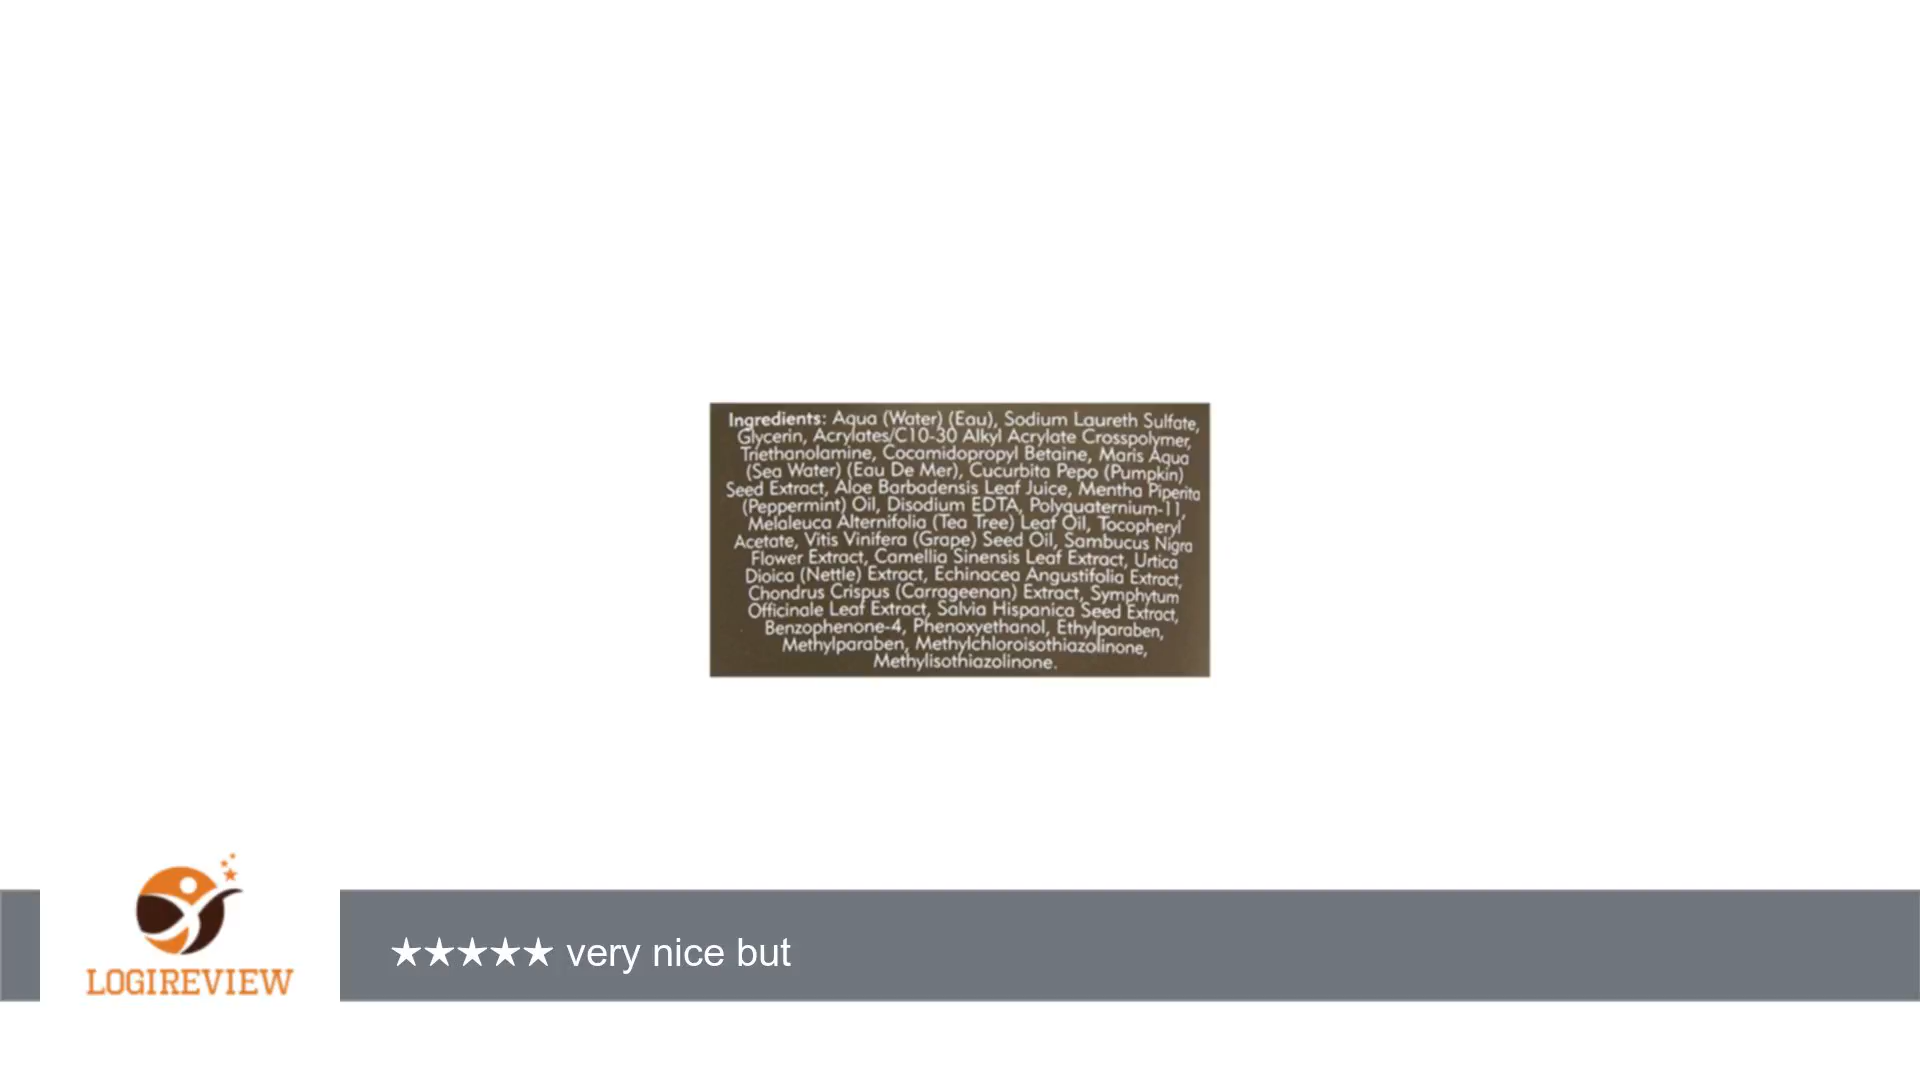 Ingredients: Aqua (Water) (Eau), Sodium Laureth Sulfate,
Glycerin, Acrylates/C10-30 Alkyl Acrylate Crosspolymer,
Triethanolamine, Cocamidopropyl Betaine, Maris Aqua
(Sea Water) (Eau De Mer), Cucurbita Pepo (Pumpkin)
Seed Extract, Aloe Barbadensis Leaf Juice, Mentha Piperita
(Peppermint) Oil, Disodium EDTA, Polyquaternium-11,
Melaleuca Alternifolia (Tea Tree) Leaf Oil, Tocopheryl
Acetate, Vitis Vinifera (Grape) Seed Oil, Sambucus Nigra
Flower Extract, Camellia Sinensis Leaf Extract, Urtica
Dioica (Nettle) Extract, Echinacea Angustifolia Extract,
Chondrus Crispus (Carrageenan) Extract, Symphytum
Officinale Leaf Extract, Salvia Hispanica Seed Extract,
Benzophenone-4, Phenoxyethanol, Ethylparaben,
Methylparaben, Methylchloroisothiazolinone,
Methylisothiazolinone.
LOGIREVIEW
★★★★★ very nice but